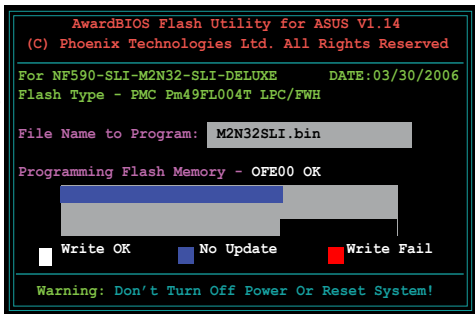 AwardBIOS Flash Utility for ASUS V1.14
(C) Phoenix Technologies Ltd. All Rights Reserved
For NF590-SLI-M2N32-SLI-DELUXE DATE:03/30/2006
Flash Type - PMC Pm49FL004T LPC/FWH
File Name to Program: M2N32SLI.bin
Programming Flash Memory - OFE00 OK
Write OK No Update Write Fail
Warning: Don't Turn Off Power Or Reset System!